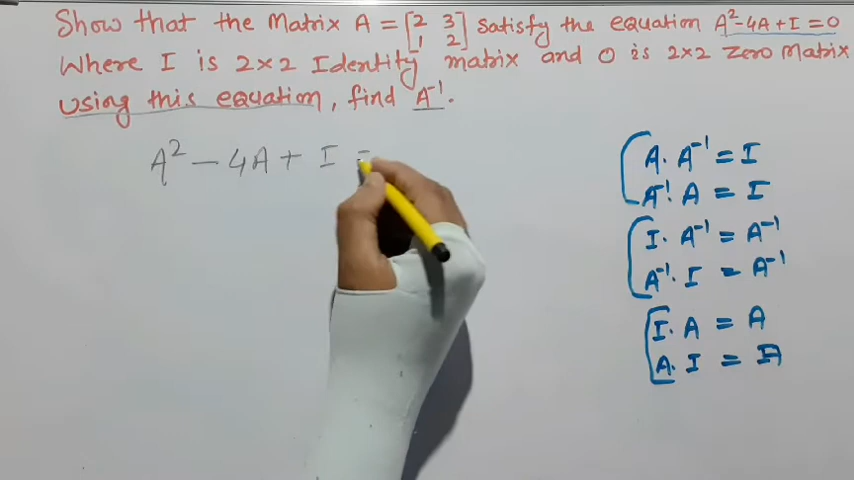 Show that the Matrix A = [2 3 1 2] satisfy the equation A² - 4A + I = 0
Where I is 2×2 Identity matrix and 0 is 2×2 Zero Matrix
using this equation, find A⁻¹.
A² - 4A + I =
A. A⁻¹ = I
A⁻¹. A = I
I. A⁻¹ = A⁻¹
A⁻¹. I = A⁻¹
I. A = A
A. I = A